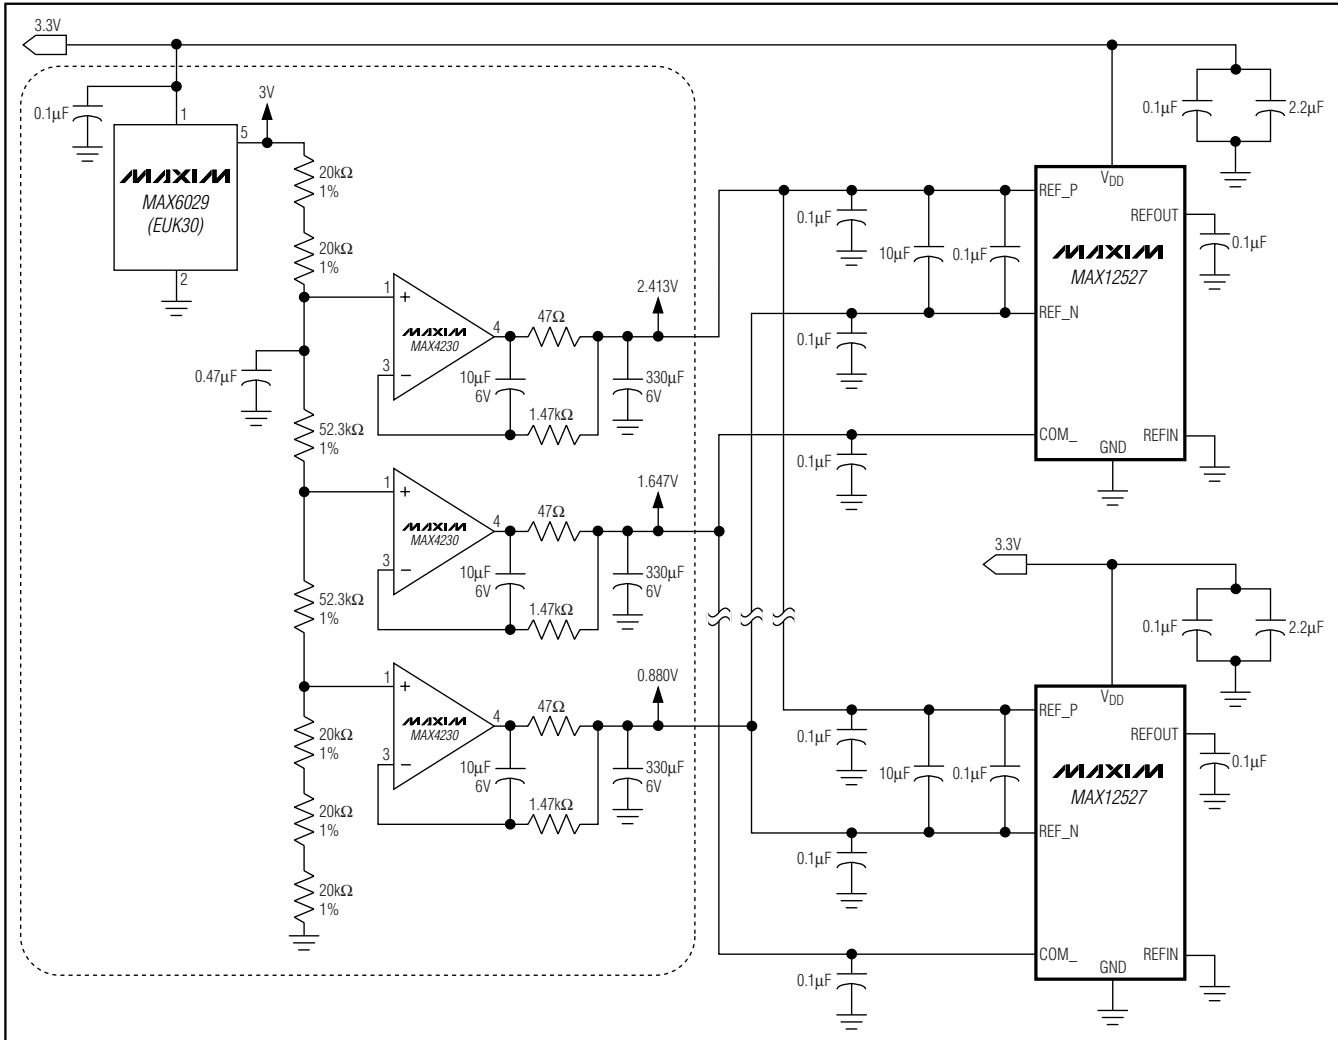 3.3V
0.1µF
1
3V
5
MAXIM
MAX6029
(EUK30)
2
20kΩ
1%
20kΩ
1%
0.47µF
52.3kΩ
1%
52.3kΩ
1%
20kΩ
1%
20kΩ
1%
20kΩ
1%
1
+
MAXIM
MAX4230
3
−
4
47Ω
10µF
6V
1.47kΩ
2.413V
330µF
6V
1
+
MAXIM
MAX4230
3
−
4
47Ω
10µF
6V
1.47kΩ
1.647V
330µF
6V
1
+
MAXIM
MAX4230
3
−
4
47Ω
10µF
6V
1.47kΩ
0.880V
330µF
6V
0.1µF
2.2µF
0.1µF
10µF
0.1µF
0.1µF
0.1µF
VDD
REF_P
REFOUT
0.1µF
MAXIM
MAX12527
REF_N
COM_
GND
REFIN
3.3V
0.1µF
2.2µF
0.1µF
10µF
0.1µF
0.1µF
0.1µF
VDD
REF_P
REFOUT
0.1µF
MAXIM
MAX12527
REF_N
COM_
GND
REFIN